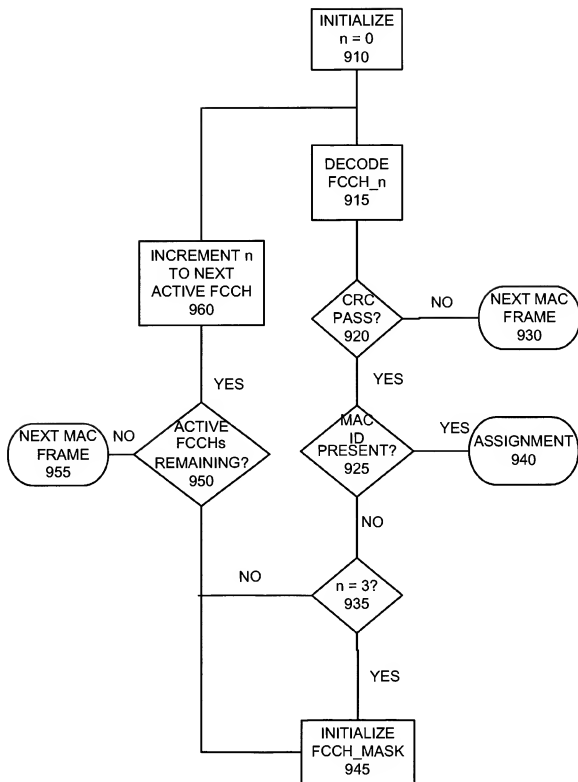 INITIALIZE
n = 0
910
DECODE
FCCH_n
915
INCREMENT n
TO NEXT
ACTIVE FCCH
960
CRC
PASS?
920
NO
NEXT MAC
FRAME
930
YES
YES
ACTIVE
FCCHs
REMAINING?
950
NO
NEXT MAC
FRAME
955
MAC
ID
PRESENT?
925
YES
ASSIGNMENT
940
NO
n = 3?
935
NO
YES
INITIALIZE
FCCH_MASK
945